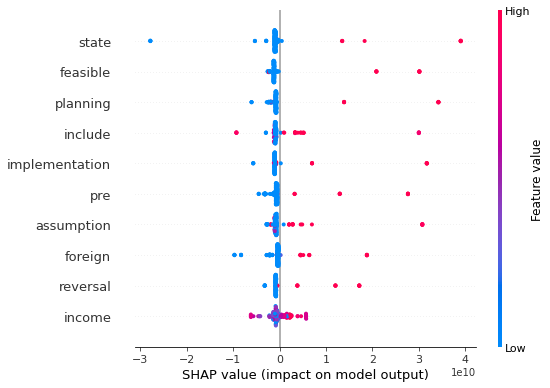 High
state
feasible
planning
include
implementation
pre
assumption
foreign
reversal
income
Feature value
Low
−3 −2 −1 0 1 2 3 4
1e10
SHAP value (impact on model output)